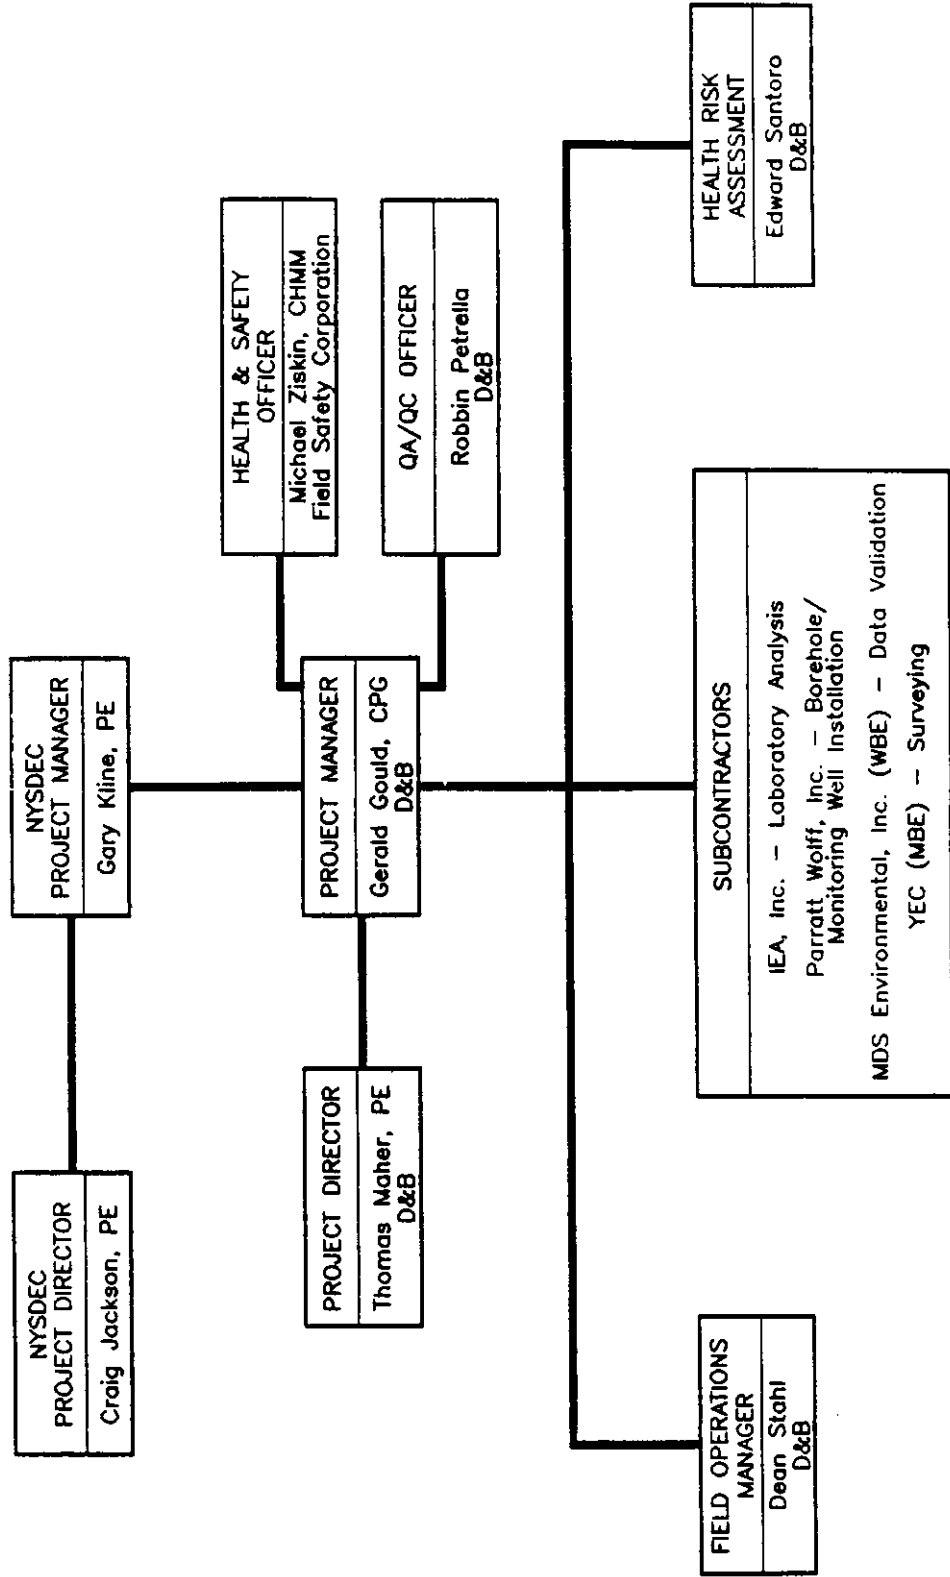 NYSDEC
PROJECT DIRECTOR
Craig Jackson, PE
NYSDEC
PROJECT MANAGER
Gary Kline, PE
PROJECT DIRECTOR
Thomas Maher, PE
D&B
PROJECT MANAGER
Gerald Gould, CPG
D&B
HEALTH & SAFETY
OFFICER
Michael Ziskin, CHMM
Field Safety Corporation
QA/QC OFFICER
Robbin Petrella
D&B
FIELD OPERATIONS
MANAGER
Dean Stahl
D&B
SUBCONTRACTORS
IEA, Inc. – Laboratory Analysis
Parratt Wolff, Inc. – Borehole/
Monitoring Well Installation
MDS Environmental, Inc. (WBE) – Data Validation
YEC (MBE) – Surveying
HEALTH RISK
ASSESSMENT
Edward Santoro
D&B